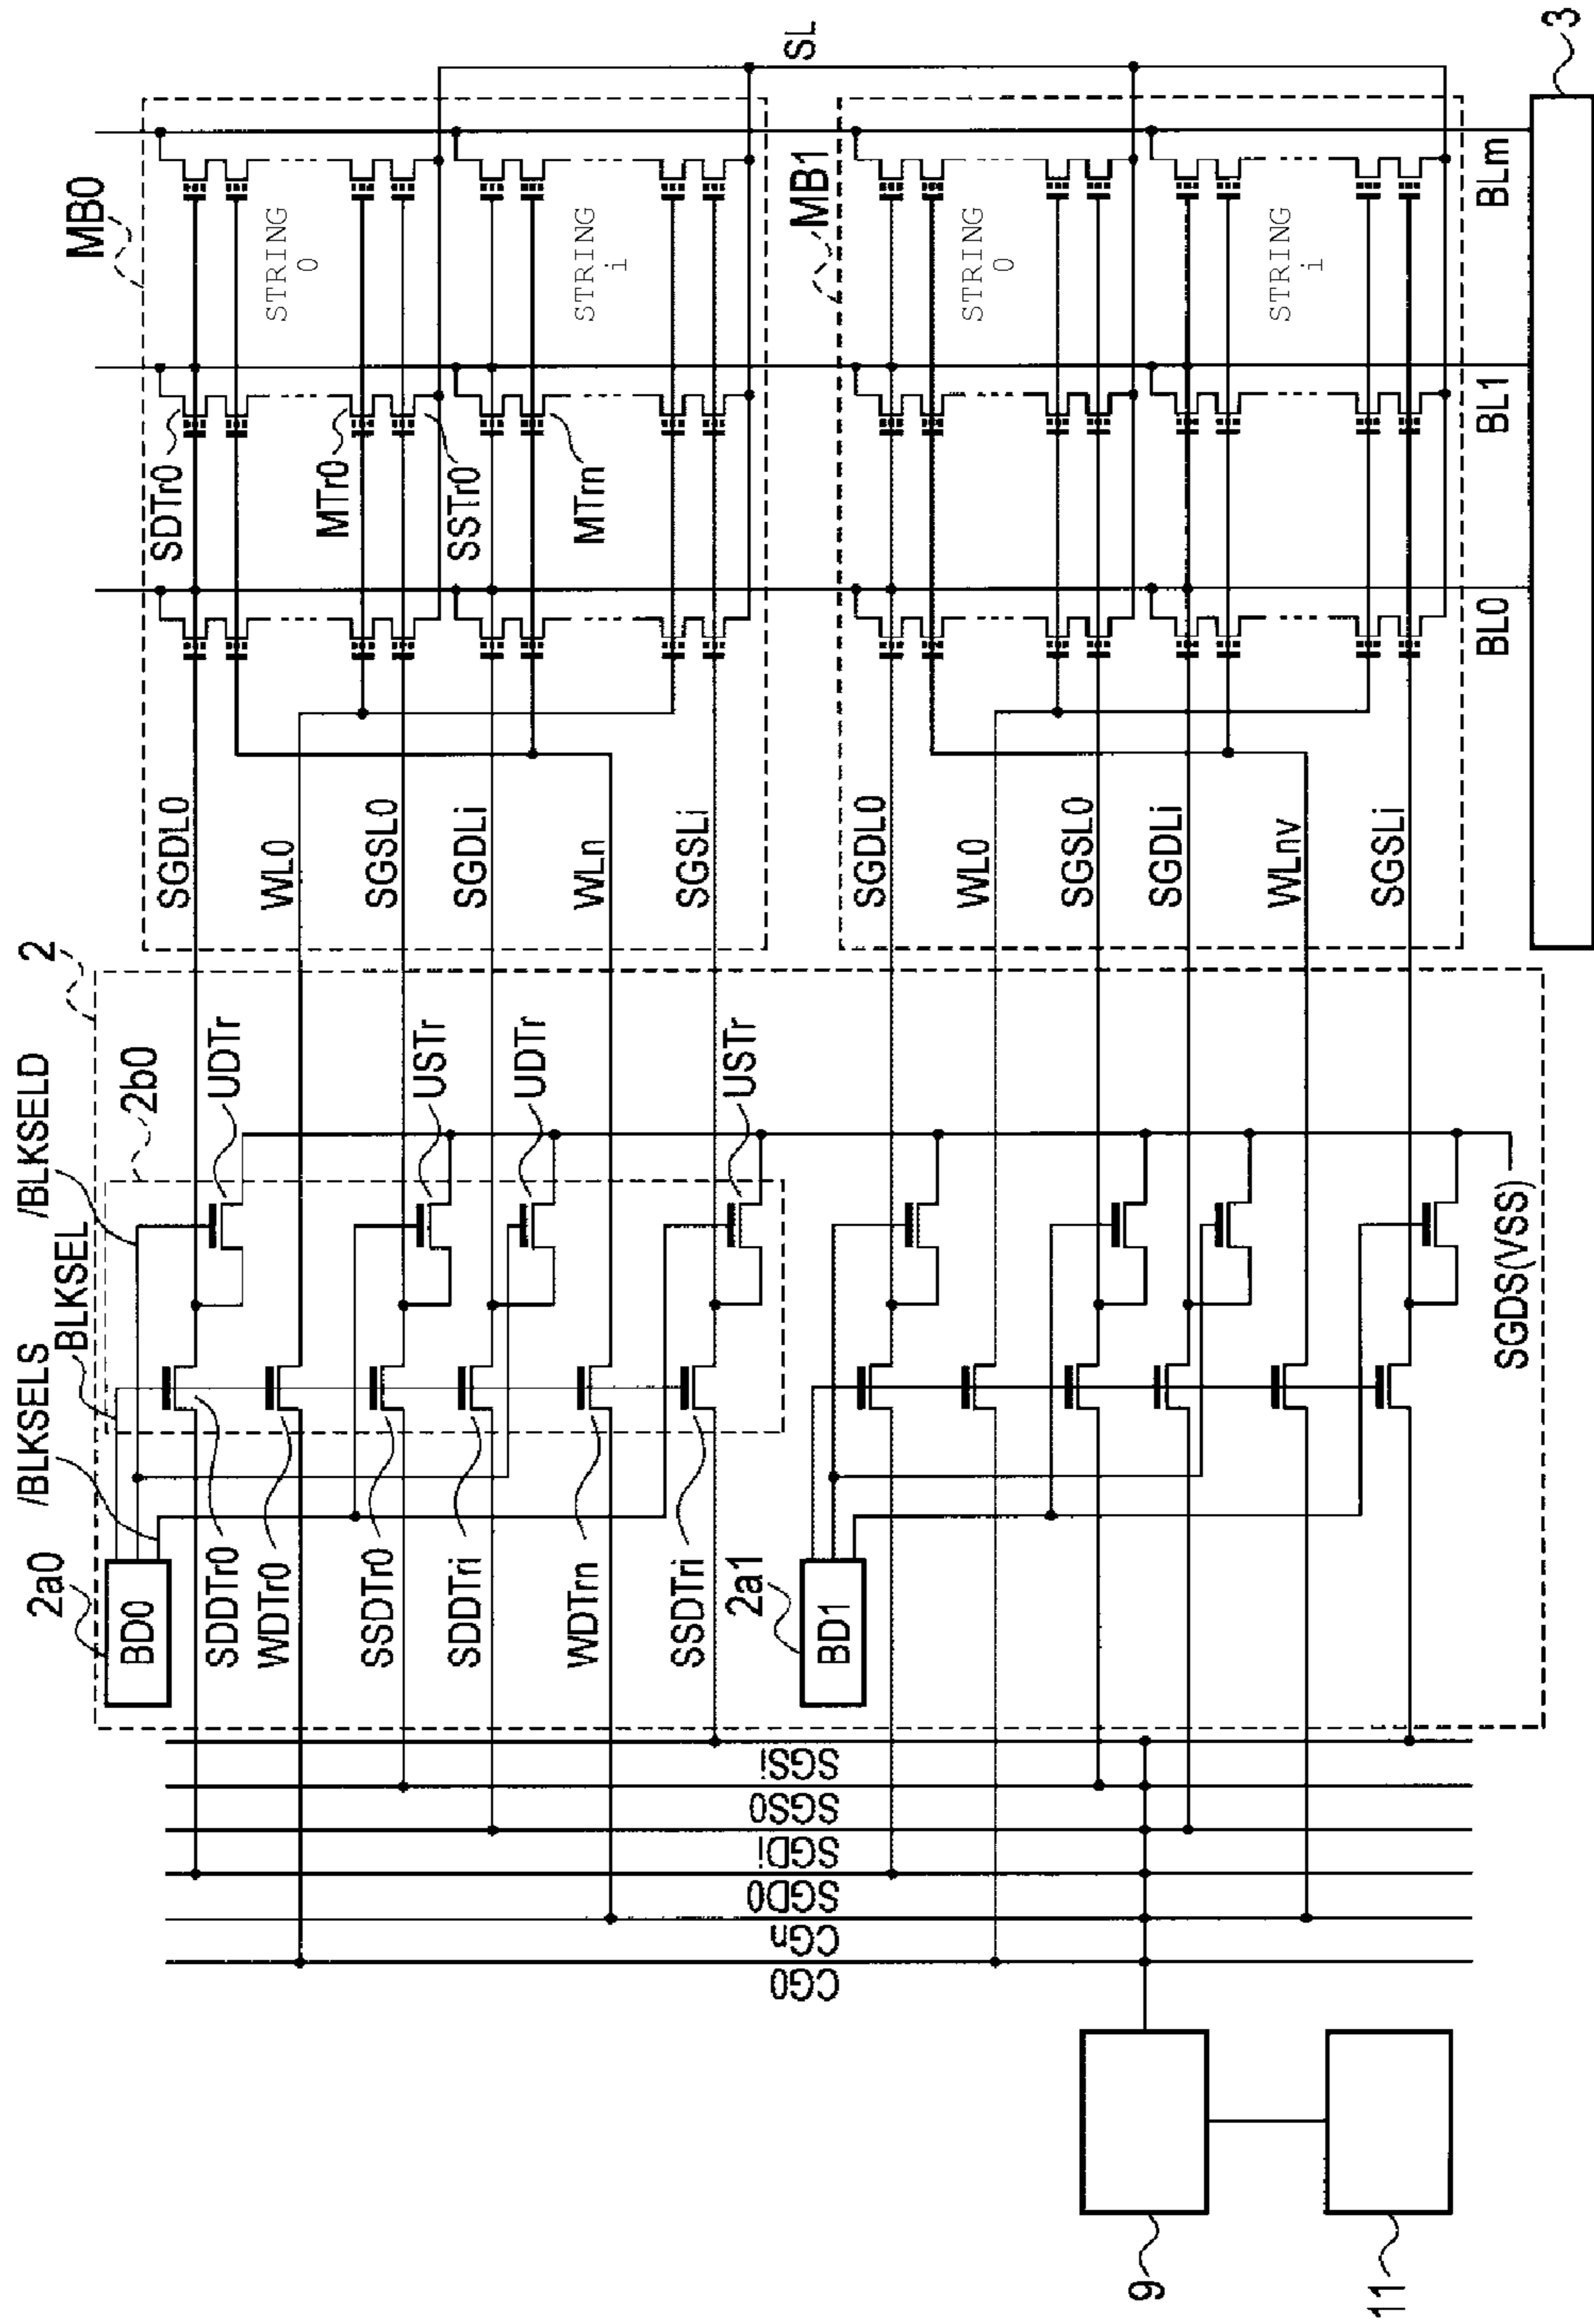 /BLKSELD
/BLKSELS
BLKSEL
2
2b0
MB0
2a0
BD0
SDDTr0
WDTr0
SSDTr0
SDDTri
WDTrn
SSDTri
UDTr
USTr
UDTr
USTr
SGDL0
WL0
SGSL0
SGDLi
WLn
SGSLi
SDTr0
MTr0
SSTr0
MTrn
STRING
0
STRING
i
SL
CG0
CGn
SGD0
SGDi
SGS0
SGSi
2a1
BD1
SGDS(VSS)
MB1
SGDL0
WL0
SGSL0
SGDLi
WLnv
SGSLi
STRING
0
STRING
i
BL0
BL1
BLm
3
9
11